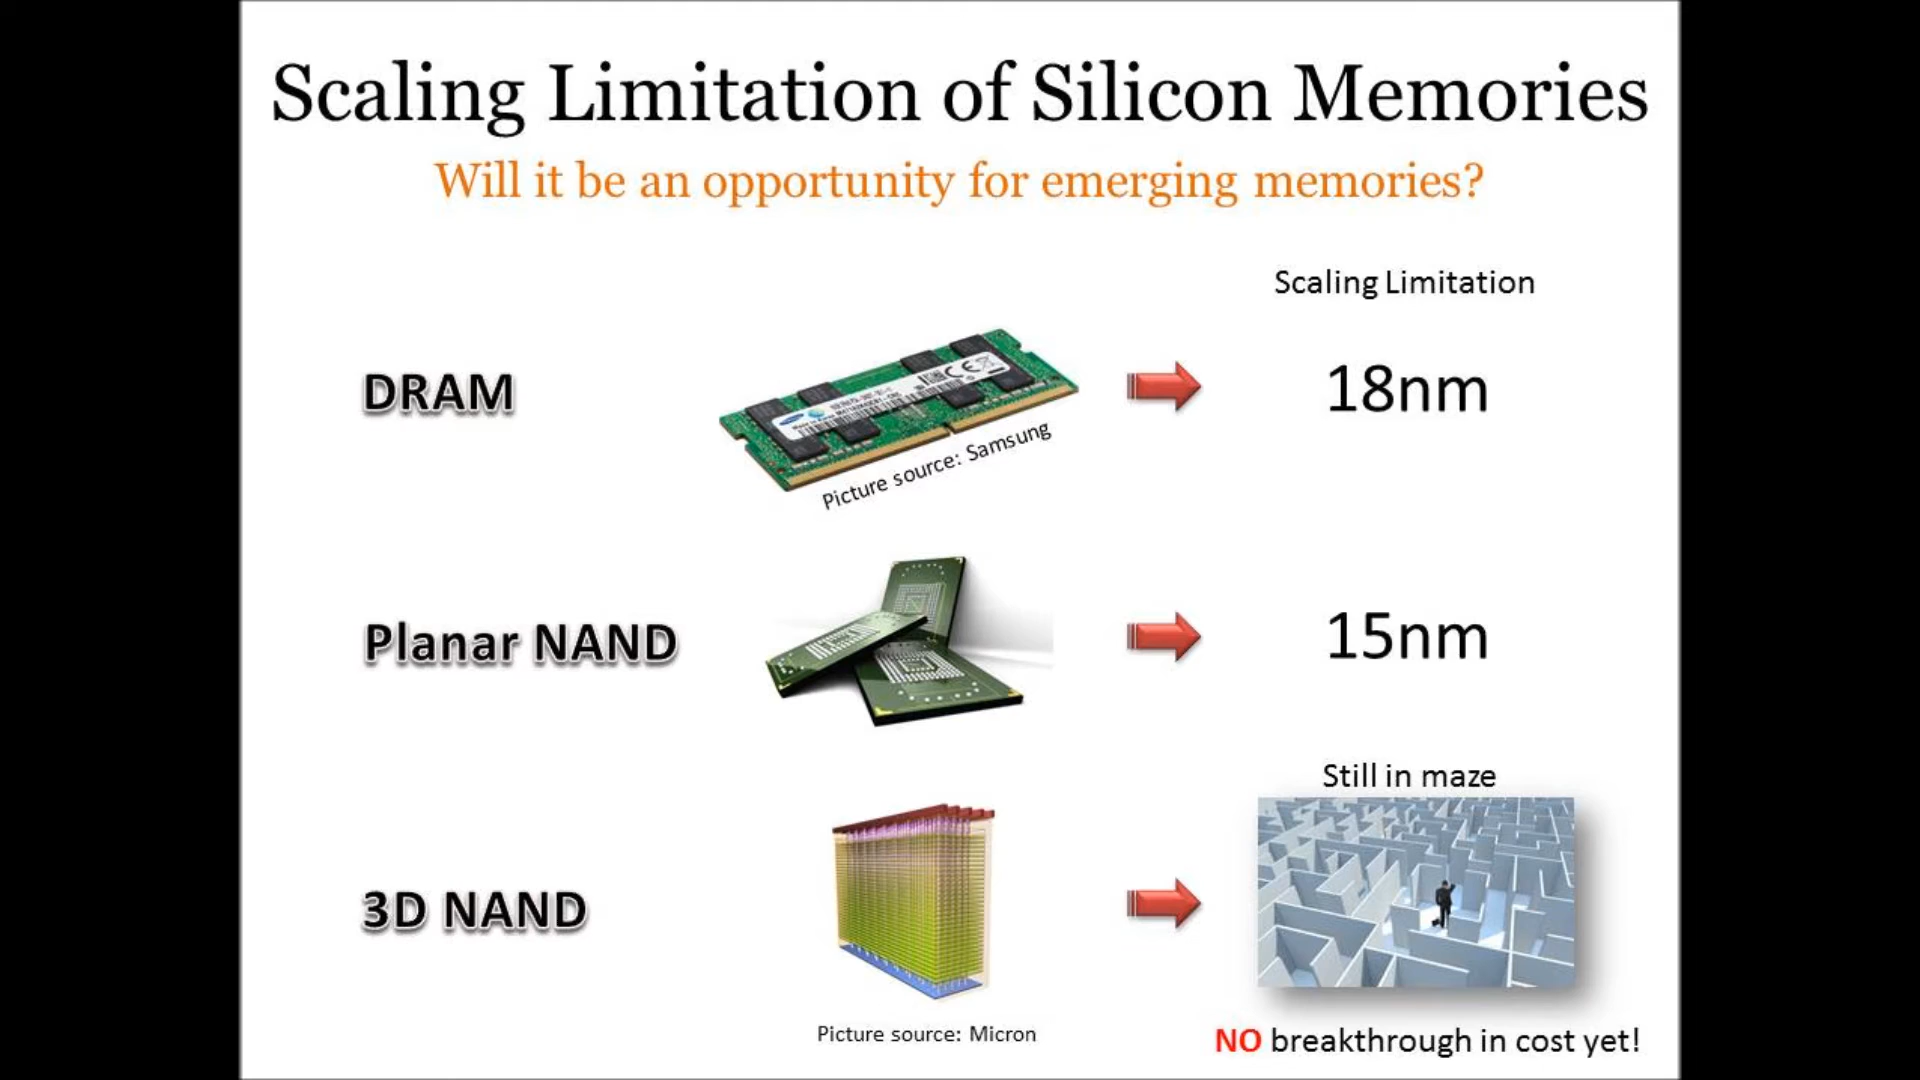 Scaling Limitation of Silicon Memories
Will it be an opportunity for emerging memories?
Scaling Limitation
DRAM
18nm
Picture source: Samsung
Planar NAND
15nm
Still in maze
3D NAND
Picture source: Micron
NO breakthrough in cost yet!